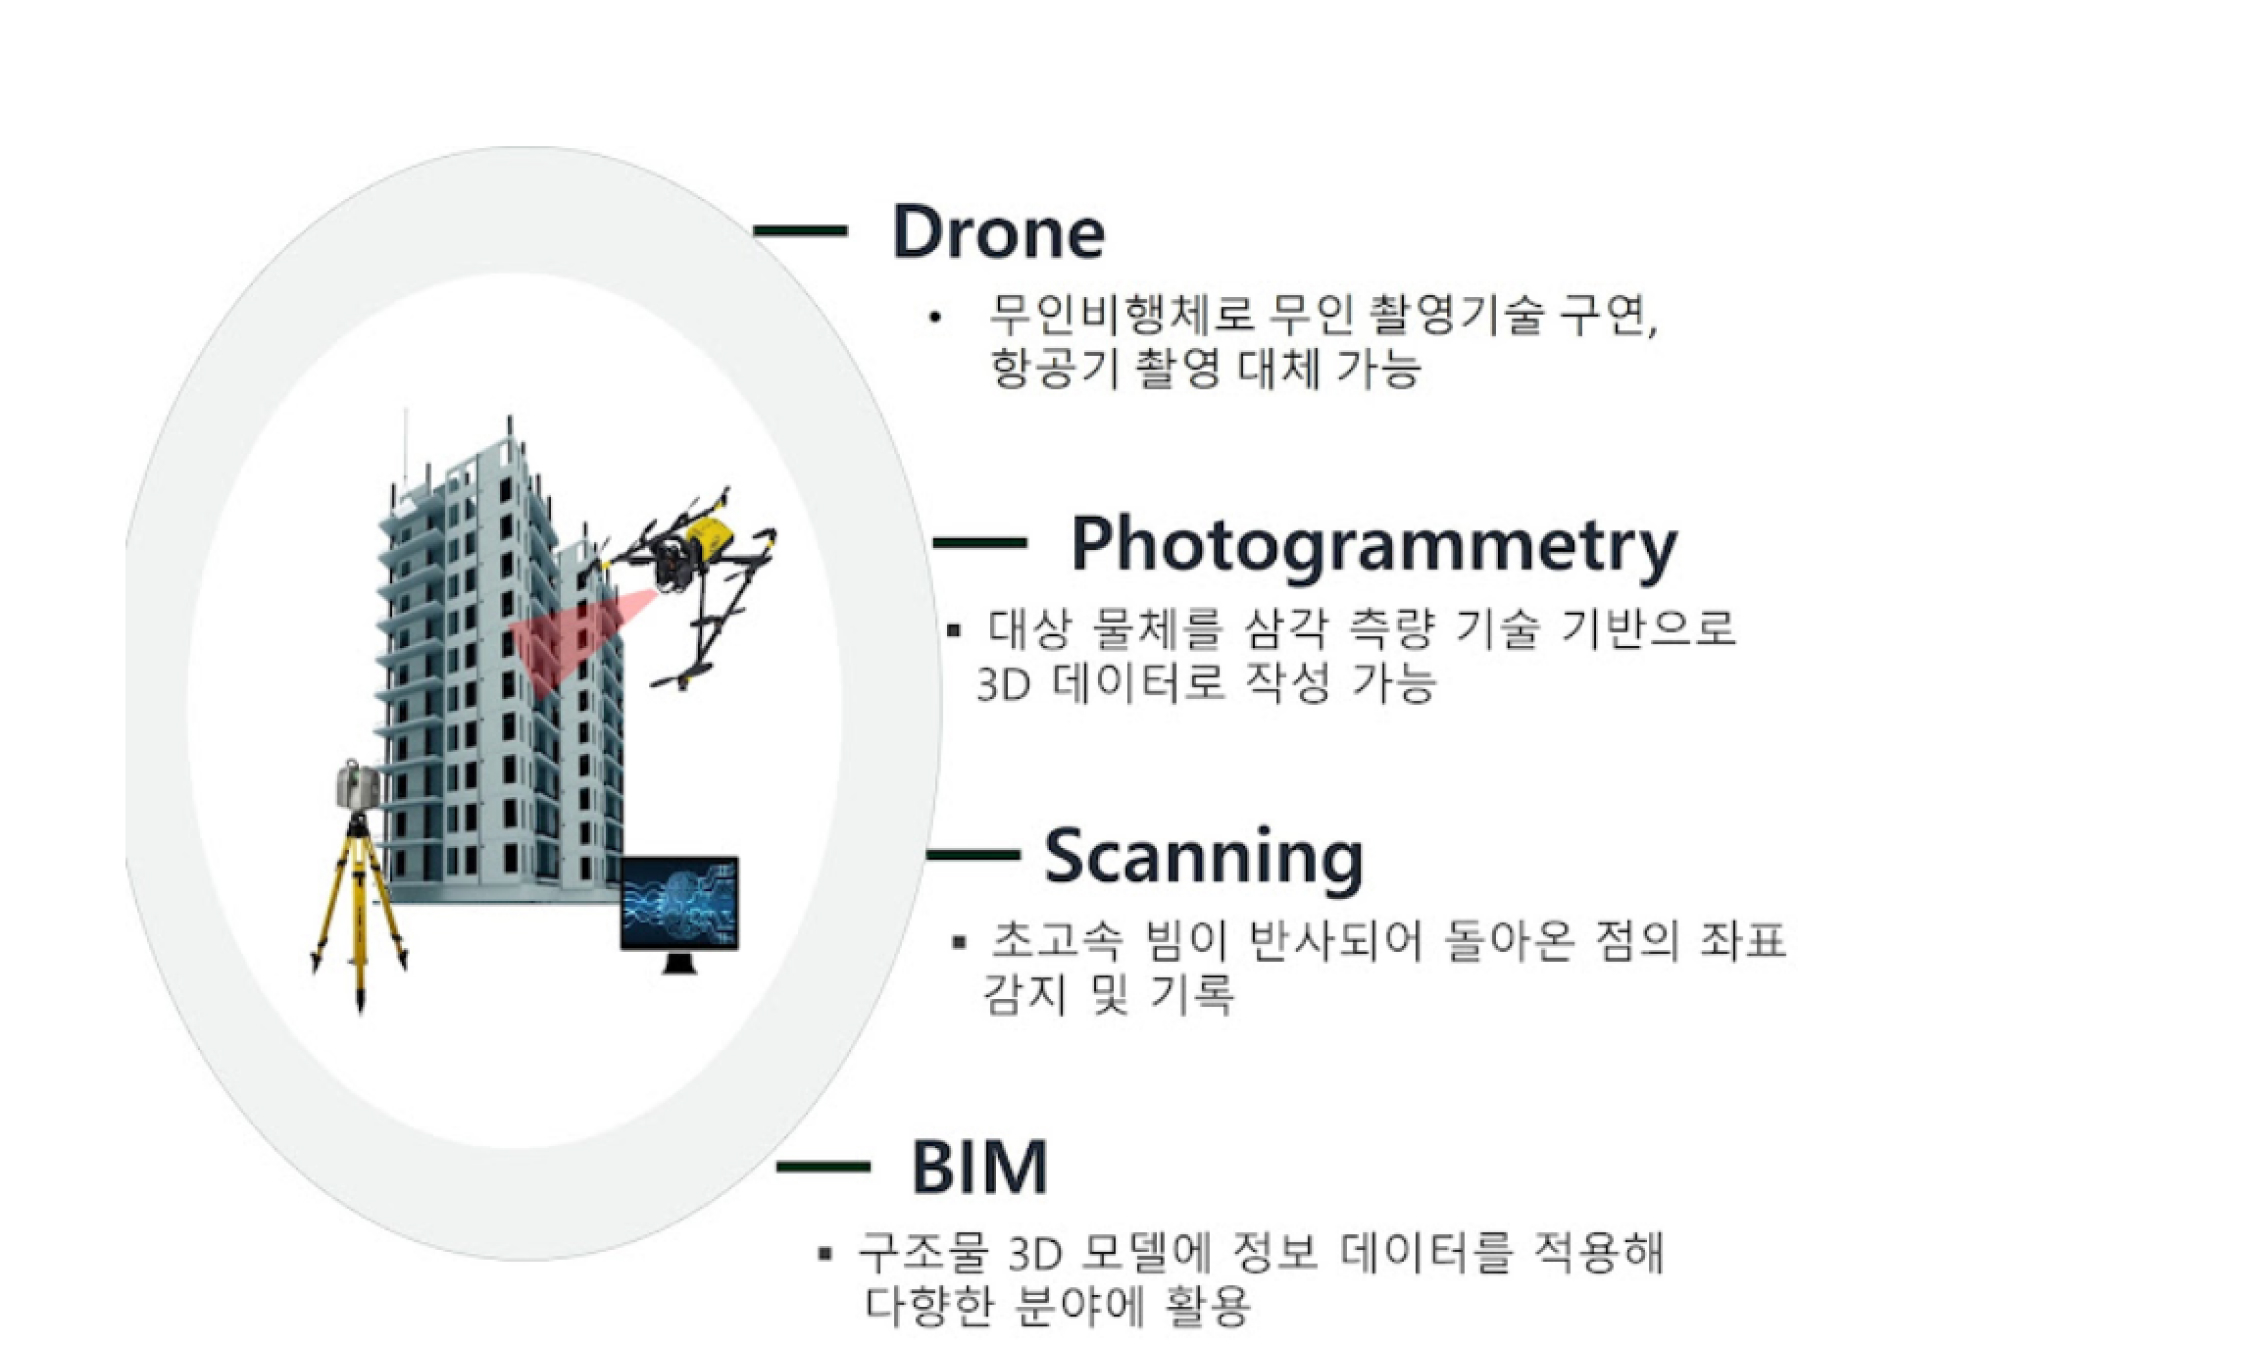 Drone
• 무인비행체로 무인 촬영기술 구연,
항공기 촬영 대체 가능
Photogrammetry
▪ 대상 물체를 삼각 측량 기술 기반으로
3D 데이터로 작성 가능
Scanning
▪ 초고속 빔이 반사되어 돌아온 점의 좌표
감지 및 기록
BIM
▪ 구조물 3D 모델에 정보 데이터를 적용해
다향한 분야에 활용